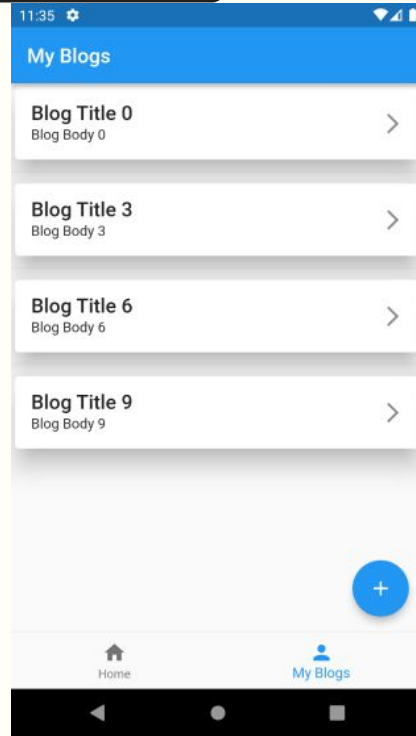 11:35
My Blogs
Blog Title 0
Blog Body 0
Blog Title 3
Blog Body 3
Blog Title 6
Blog Body 6
Blog Title 9
Blog Body 9
+
Home
My Blogs